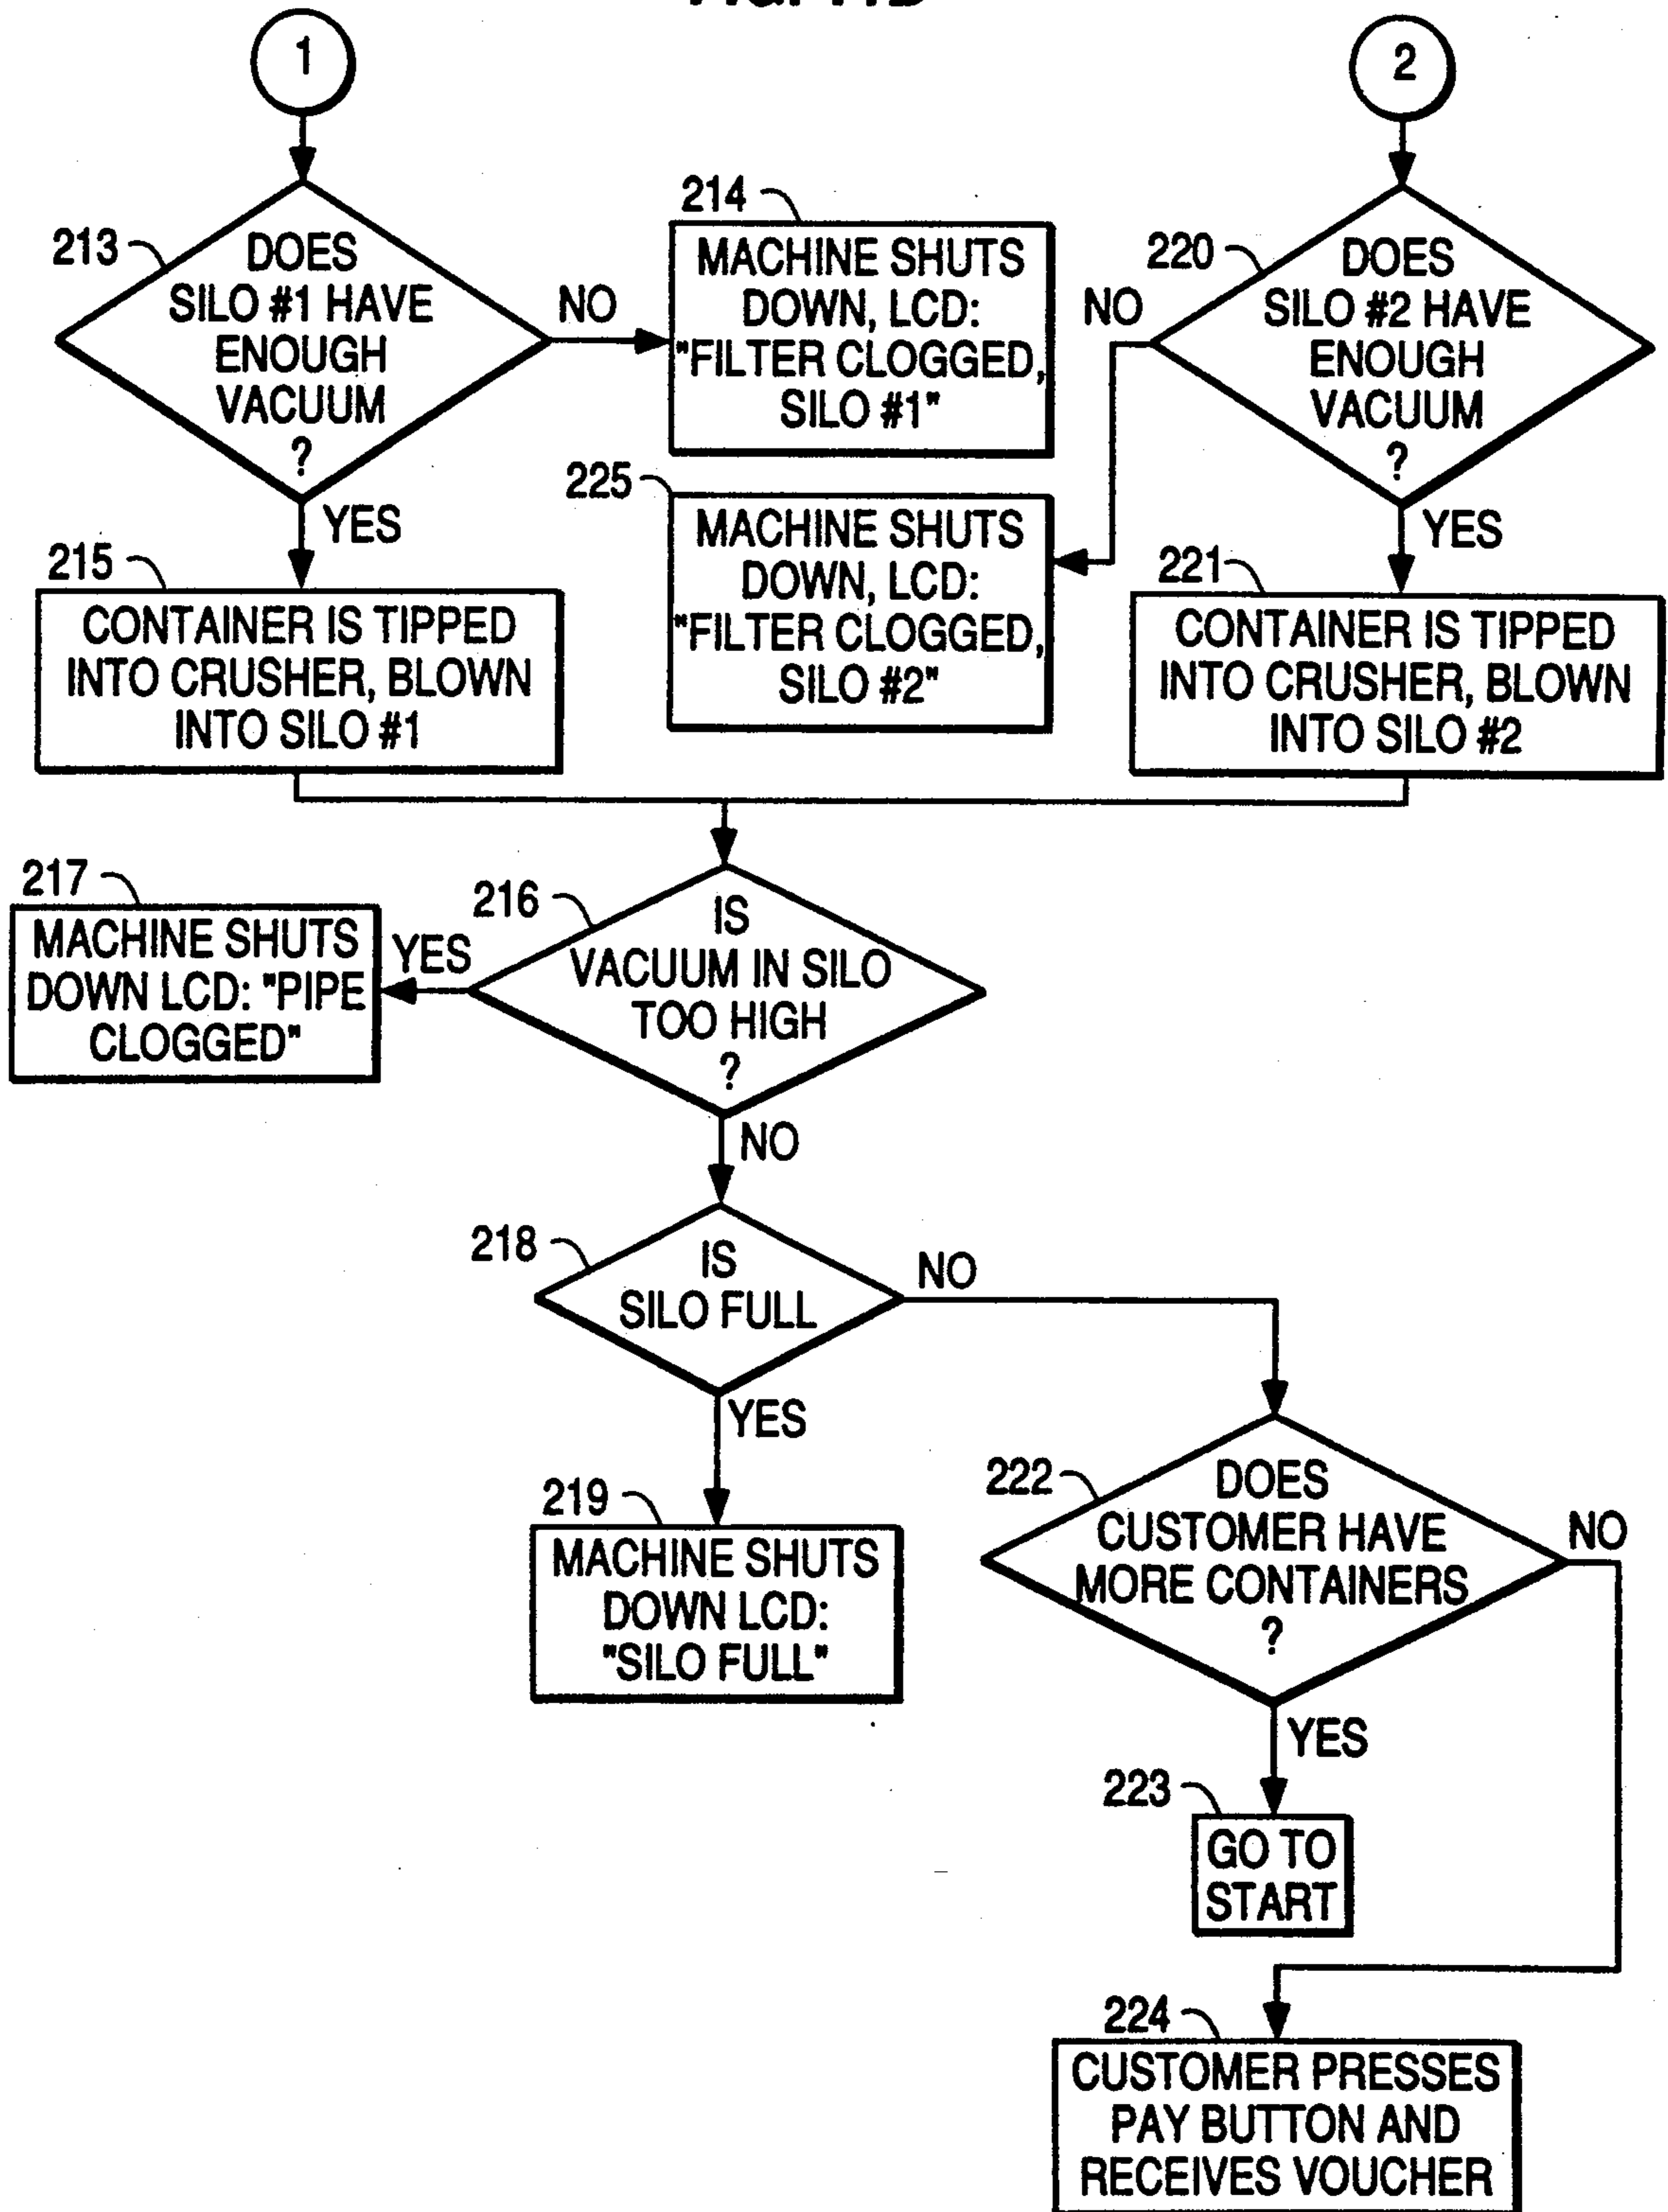 1
2
213
DOES
SILO #1 HAVE
ENOUGH
VACUUM
?
NO
YES
214
MACHINE SHUTS
DOWN, LCD:
"FILTER CLOGGED,
SILO #1"
220
DOES
SILO #2 HAVE
ENOUGH
VACUUM
?
NO
YES
225
MACHINE SHUTS
DOWN, LCD:
"FILTER CLOGGED,
SILO #2"
215
CONTAINER IS TIPPED
INTO CRUSHER, BLOWN
INTO SILO #1
221
CONTAINER IS TIPPED
INTO CRUSHER, BLOWN
INTO SILO #2
216
IS
VACUUM IN SILO
TOO HIGH
?
YES
NO
217
MACHINE SHUTS
DOWN LCD: "PIPE
CLOGGED"
218
IS
SILO FULL
NO
YES
219
MACHINE SHUTS
DOWN LCD:
"SILO FULL"
222
DOES
CUSTOMER HAVE
MORE CONTAINERS
?
NO
YES
223
GO TO
START
224
CUSTOMER PRESSES
PAY BUTTON AND
RECEIVES VOUCHER